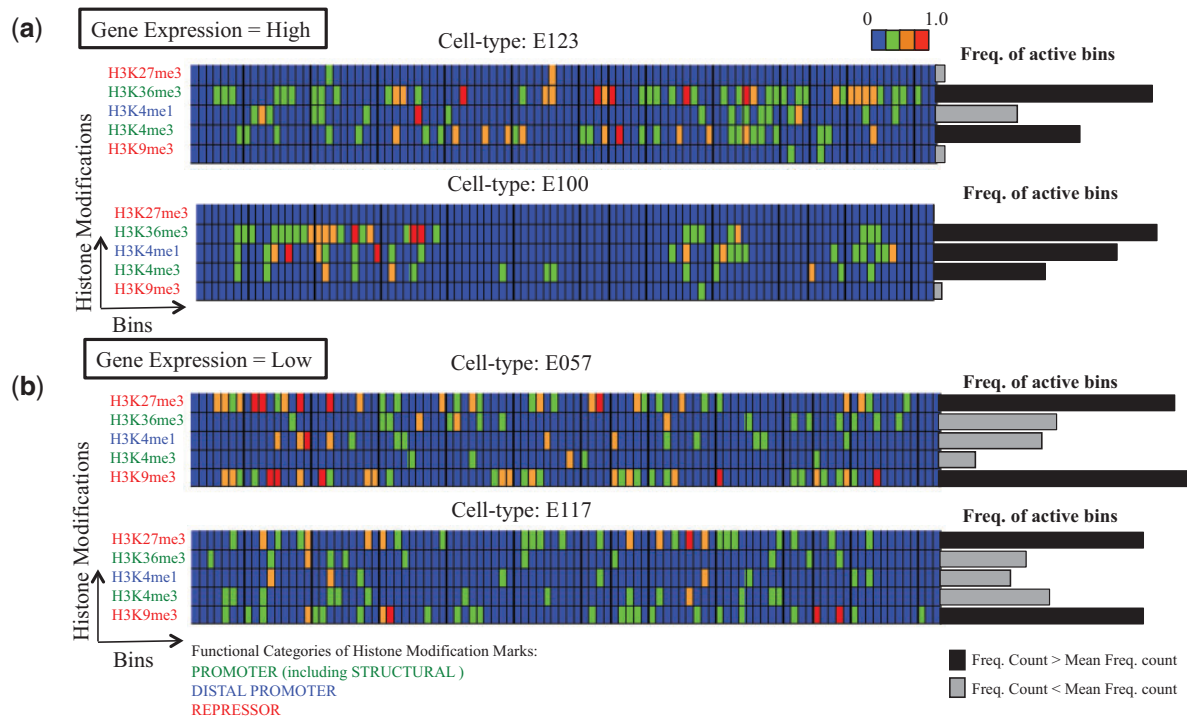 (a)
Gene Expression = High
Cell-type: E123
0 1.0
Freq. of active bins
H3K27me3
H3K36me3
H3K4me1
H3K4me3
H3K9me3
Cell-type: E100
Freq. of active bins
H3K27me3
H3K36me3
H3K4me1
H3K4me3
H3K9me3
Histone Modifications
Bins
(b)
Gene Expression = Low
Cell-type: E057
Freq. of active bins
H3K27me3
H3K36me3
H3K4me1
H3K4me3
H3K9me3
Cell-type: E117
Freq. of active bins
H3K27me3
H3K36me3
H3K4me1
H3K4me3
H3K9me3
Histone Modifications
Bins
Functional Categories of Histone Modification Marks:
PROMOTER (including STRUCTURAL )
DISTAL PROMOTER
REPRESSOR
Freq. Count > Mean Freq. count
Freq. Count < Mean Freq. count